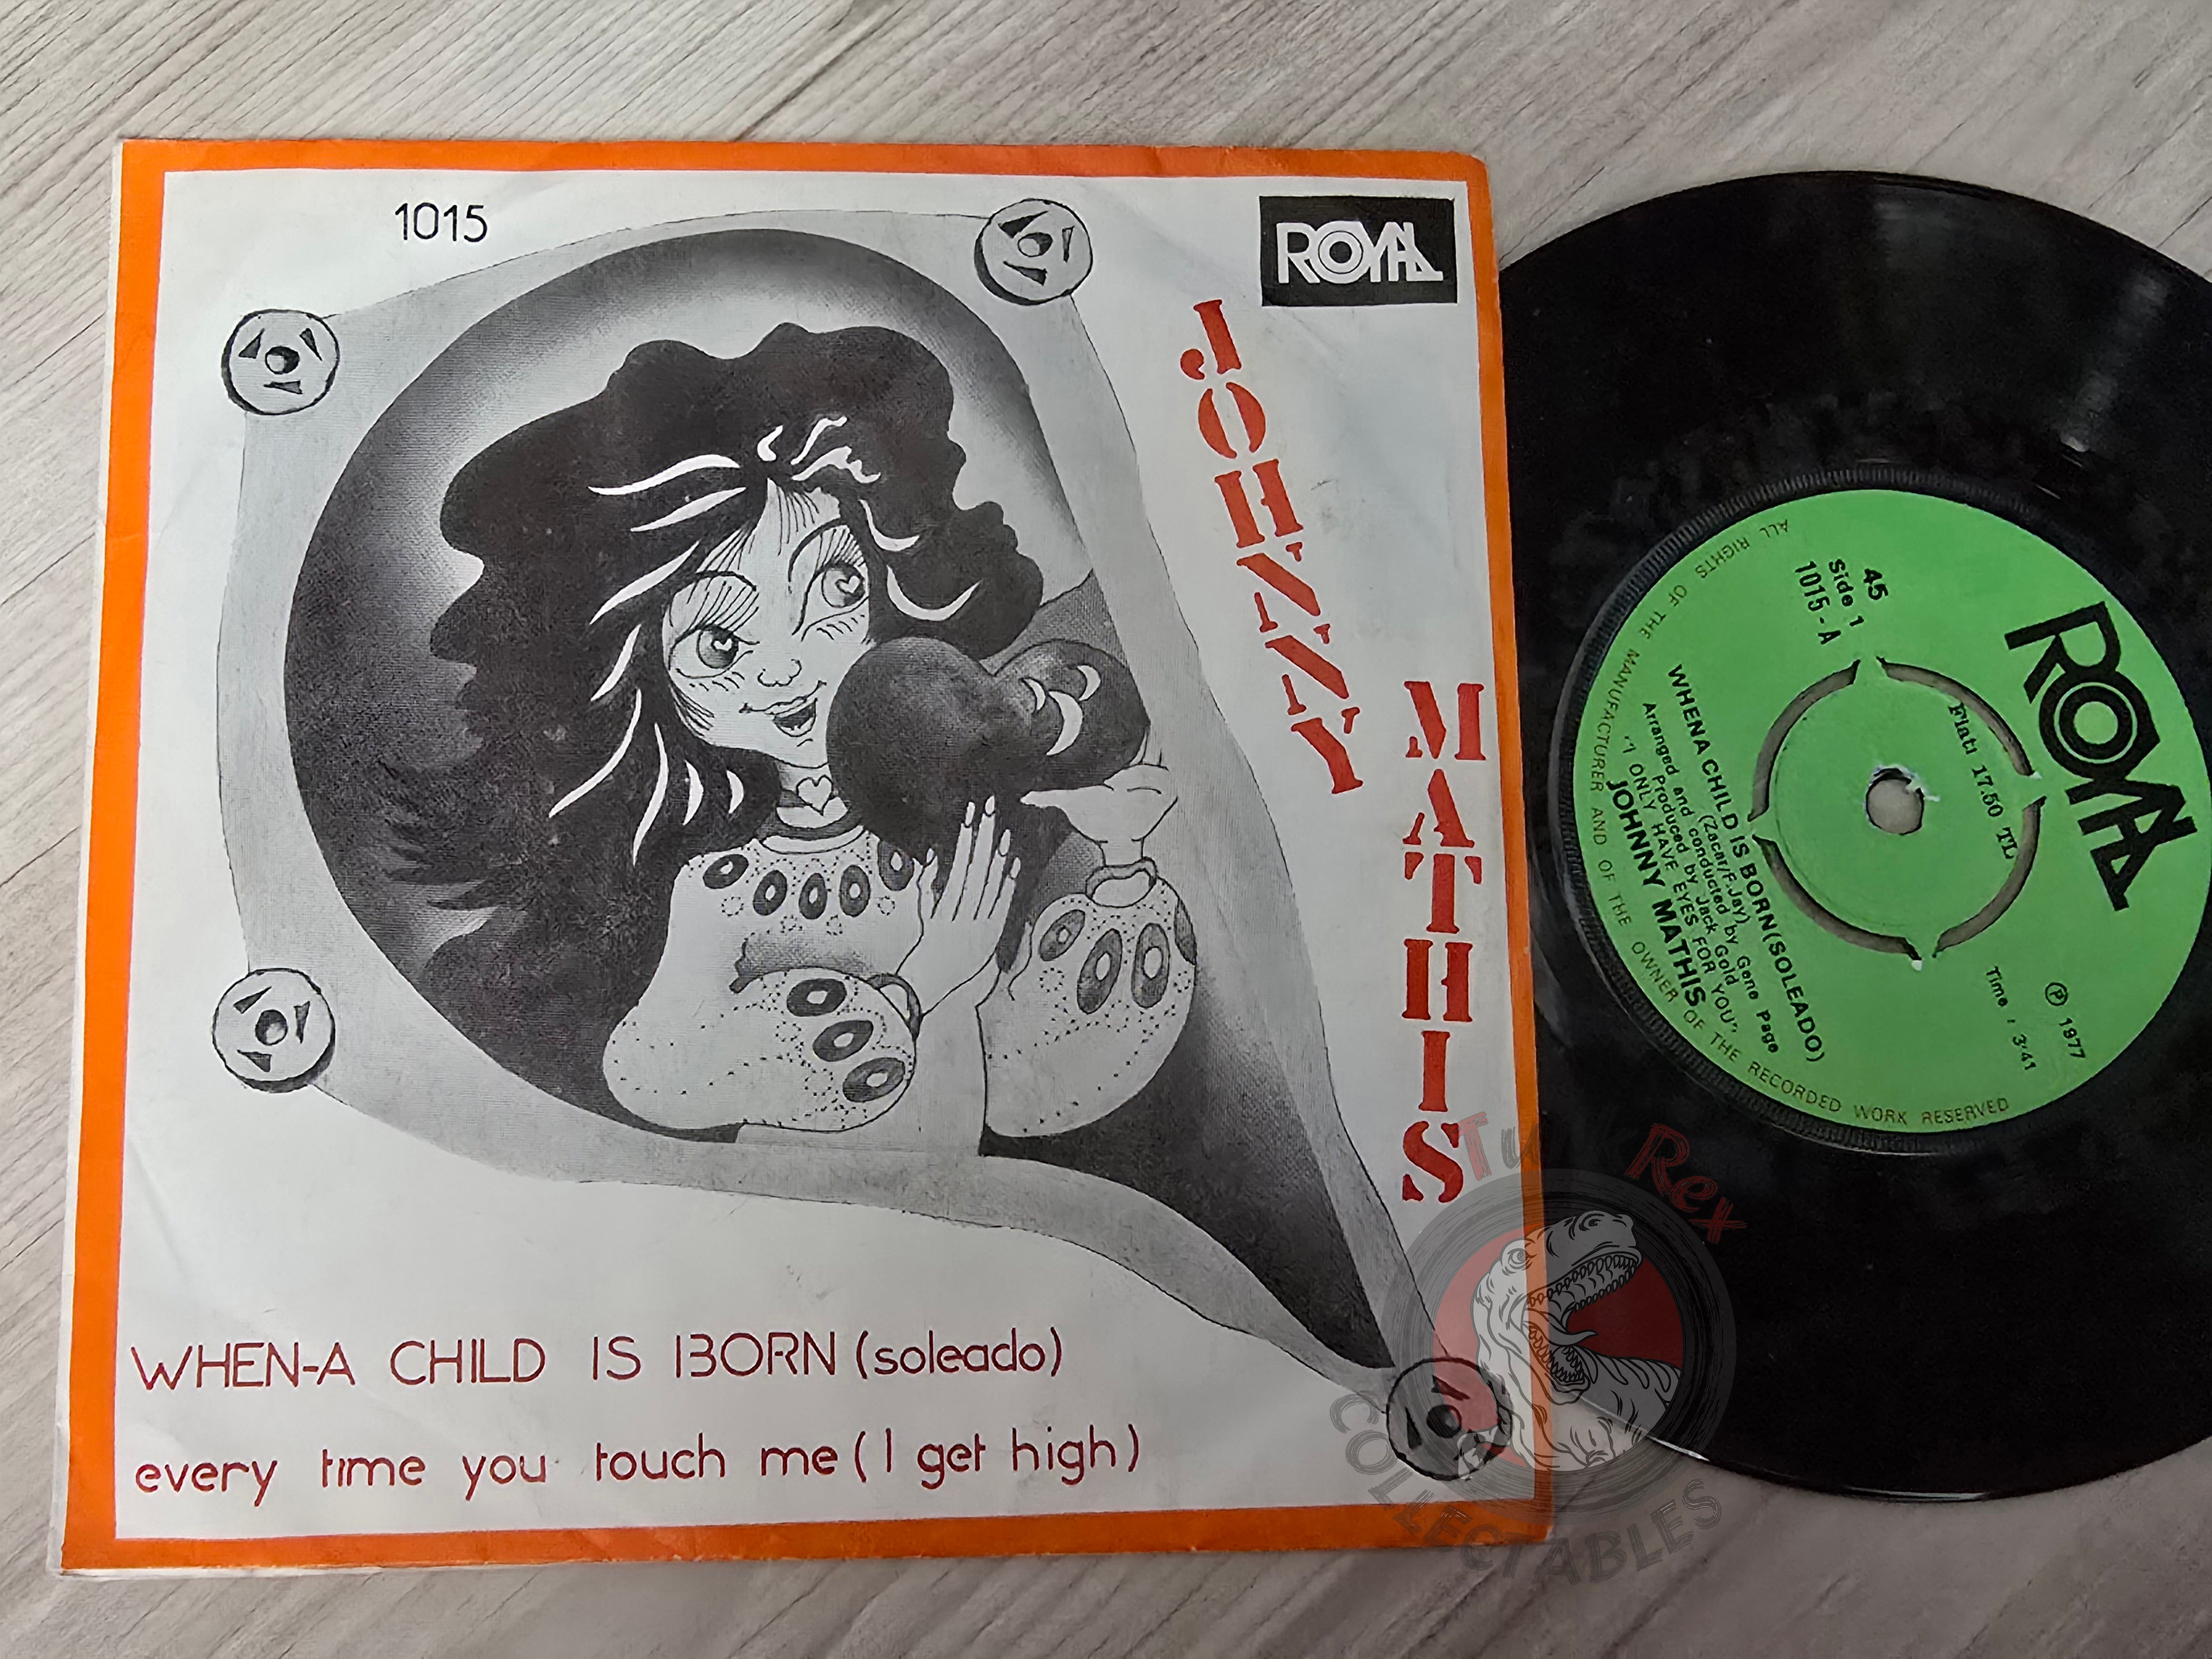 1015
ROYAL
JOHNNY
MATHIS
WHEN-A CHILD IS BORN (soleado)
every time you touch me (I get high)
ROYAL
45
Side 1
1015 - A
Fiatı 17.50 TL
℗ 1977
Time : 3'41
WHEN A CHILD IS BORN (SOLEADO)
(Zacar/F.Jay)
Arranged and conducted by Gene Page
Produced by Jack Gold
"I ONLY HAVE EYES FOR YOU"
JOHNNY MATHIS
ALL RIGHTS OF THE MANUFACTURER AND OF THE OWNER OF THE RECORDED WORK RESERVED
Turk Rex
COLLECTABLES